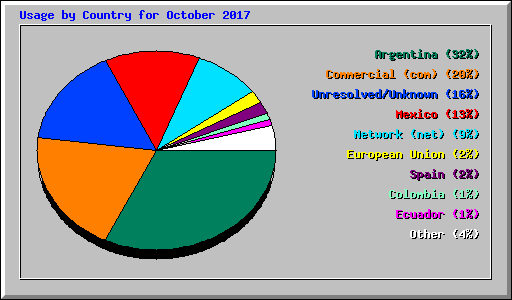 Usage by Country for October 2017
Argentina (32%)
Commercial (com) (20%)
Unresolved/Unknown (16%)
Mexico (13%)
Network (net) (9%)
European Union (2%)
Spain (2%)
Colombia (1%)
Ecuador (1%)
Other (4%)